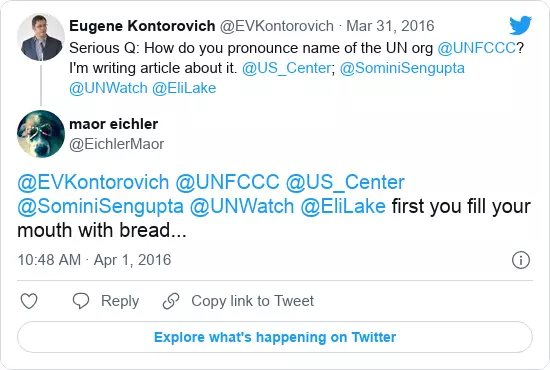 Eugene Kontorovich @EVKontorovich · Mar 31, 2016
Serious Q: How do you pronounce name of the UN org @UNFCCC?
I'm writing article about it. @US_Center; @SominiSengupta
@UNWatch @EliLake
maor eichler
@EichlerMaor
@EVKontorovich @UNFCCC @US_Center
@SominiSengupta @UNWatch @EliLake first you fill your
mouth with bread...
10:48 AM · Apr 1, 2016
Reply Copy link to Tweet
Explore what's happening on Twitter